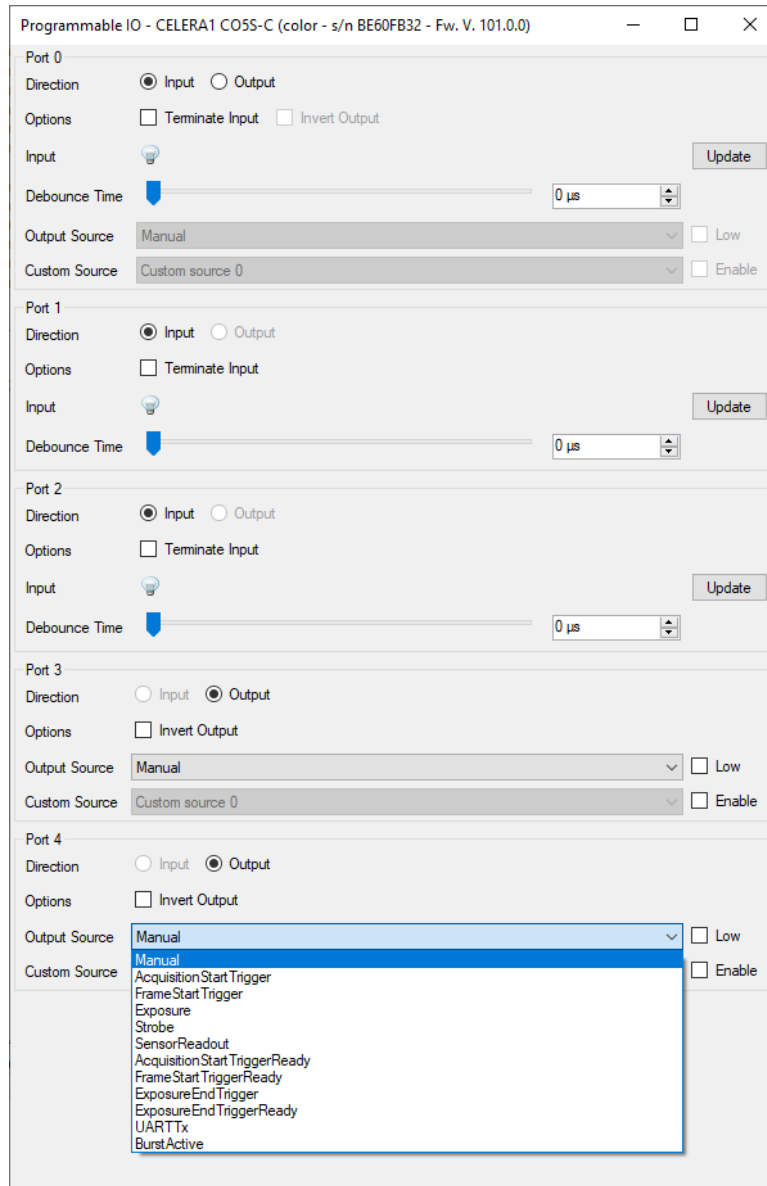 Programmable IO - CELERA1 CO5S-C (color - s/n BE60FB32 - Fw. V. 101.0.0)
Port 0
Direction Input Output
Options Terminate Input Invert Output
Input Update
Debounce Time 0 µs
Output Source Manual Low
Custom Source Custom source 0 Enable
Port 1
Direction Input Output
Options Terminate Input
Input Update
Debounce Time 0 µs
Port 2
Direction Input Output
Options Terminate Input
Input Update
Debounce Time 0 µs
Port 3
Direction Input Output
Options Invert Output
Output Source Manual Low
Custom Source Custom source 0 Enable
Port 4
Direction Input Output
Options Invert Output
Output Source Manual Low
Custom Source Enable
Manual
AcquisitionStartTrigger
FrameStartTrigger
Exposure
Strobe
SensorReadout
AcquisitionStartTriggerReady
FrameStartTriggerReady
ExposureEndTrigger
ExposureEndTriggerReady
UARTTx
BurstActive